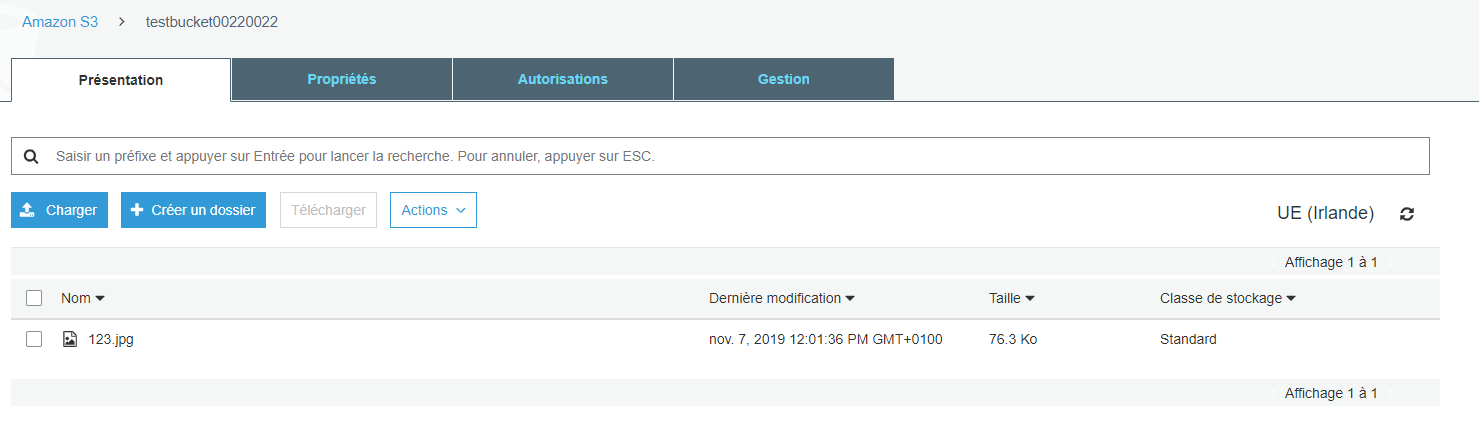 Amazon S3 > testbucket00220022
Présentation Propriétés Autorisations Gestion
Saisir un préfixe et appuyer sur Entrée pour lancer la recherche. Pour annuler, appuyer sur ESC.
Charger Créer un dossier Télécharger Actions UE (Irlande)
Affichage 1 à 1
Nom Dernière modification Taille Classe de stockage
123.jpg nov. 7, 2019 12:01:36 PM GMT+0100 76.3 Ko Standard
Affichage 1 à 1